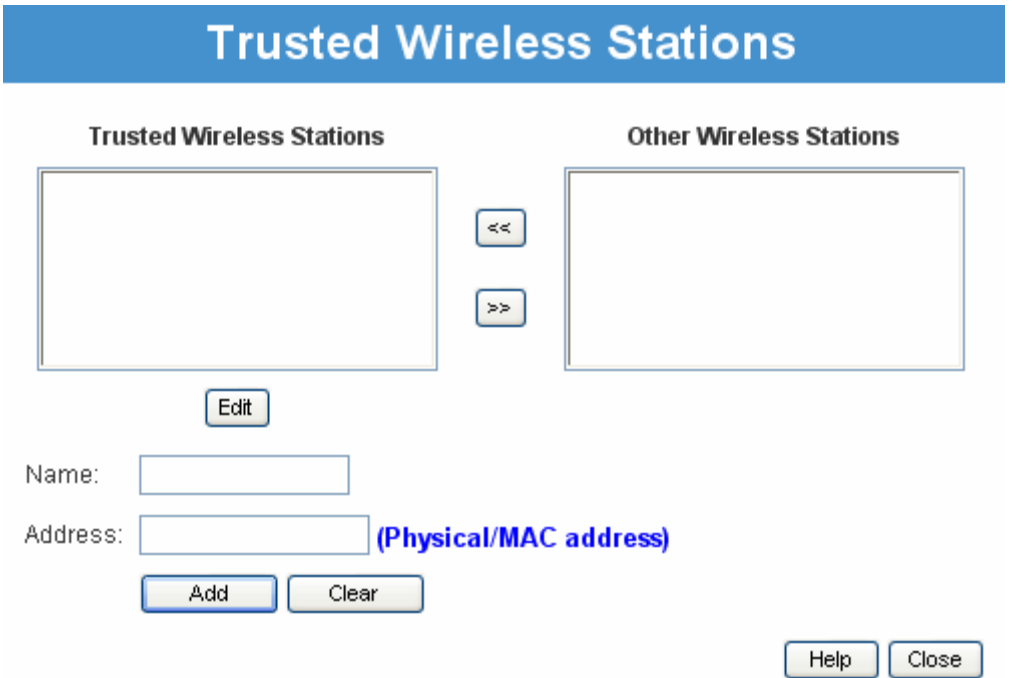 Trusted Wireless Stations
Trusted Wireless Stations
Other Wireless Stations
<<
>>
Edit
Name:
Address:
(Physical/MAC address)
Add
Clear
Help
Close